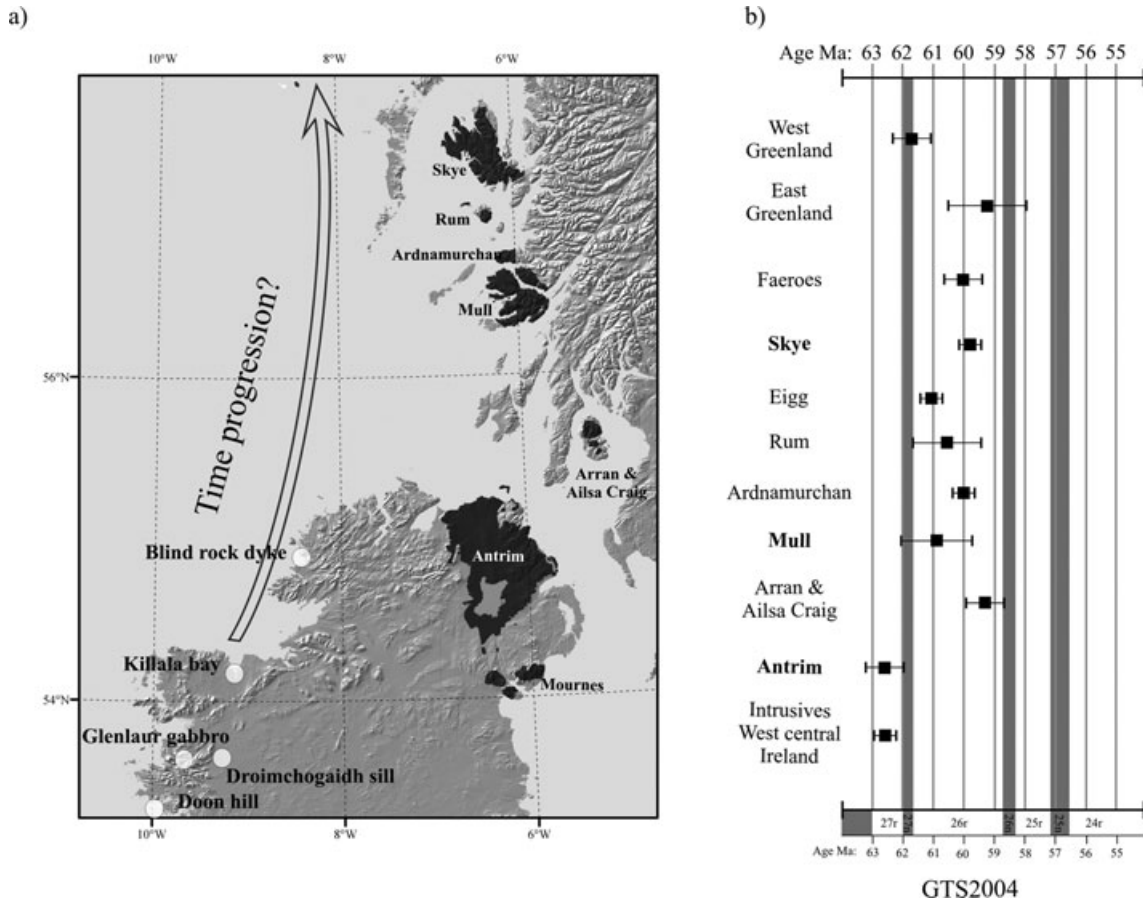 a)
10°W 8°W 6°W
Skye
Rum
Ardnamurchan
Mull
Time progression?
56°N
Arran &
Ailsa Craig
Blind rock dyke
Antrim
Killala bay
Mournes
54°N
Glenlaur gabbro
Droimchogaidh sill
Doon hill
10°W 8°W 6°W
b)
Age Ma: 63 62 61 60 59 58 57 56 55
West
Greenland
East
Greenland
Faeroes
Skye
Eigg
Rum
Ardnamurchan
Mull
Arran &
Ailsa Craig
Antrim
Intrusives
West central
Ireland
27r 27n 26r 26n 25r 25n 24r
Age Ma: 63 62 61 60 59 58 57 56 55
GTS2004